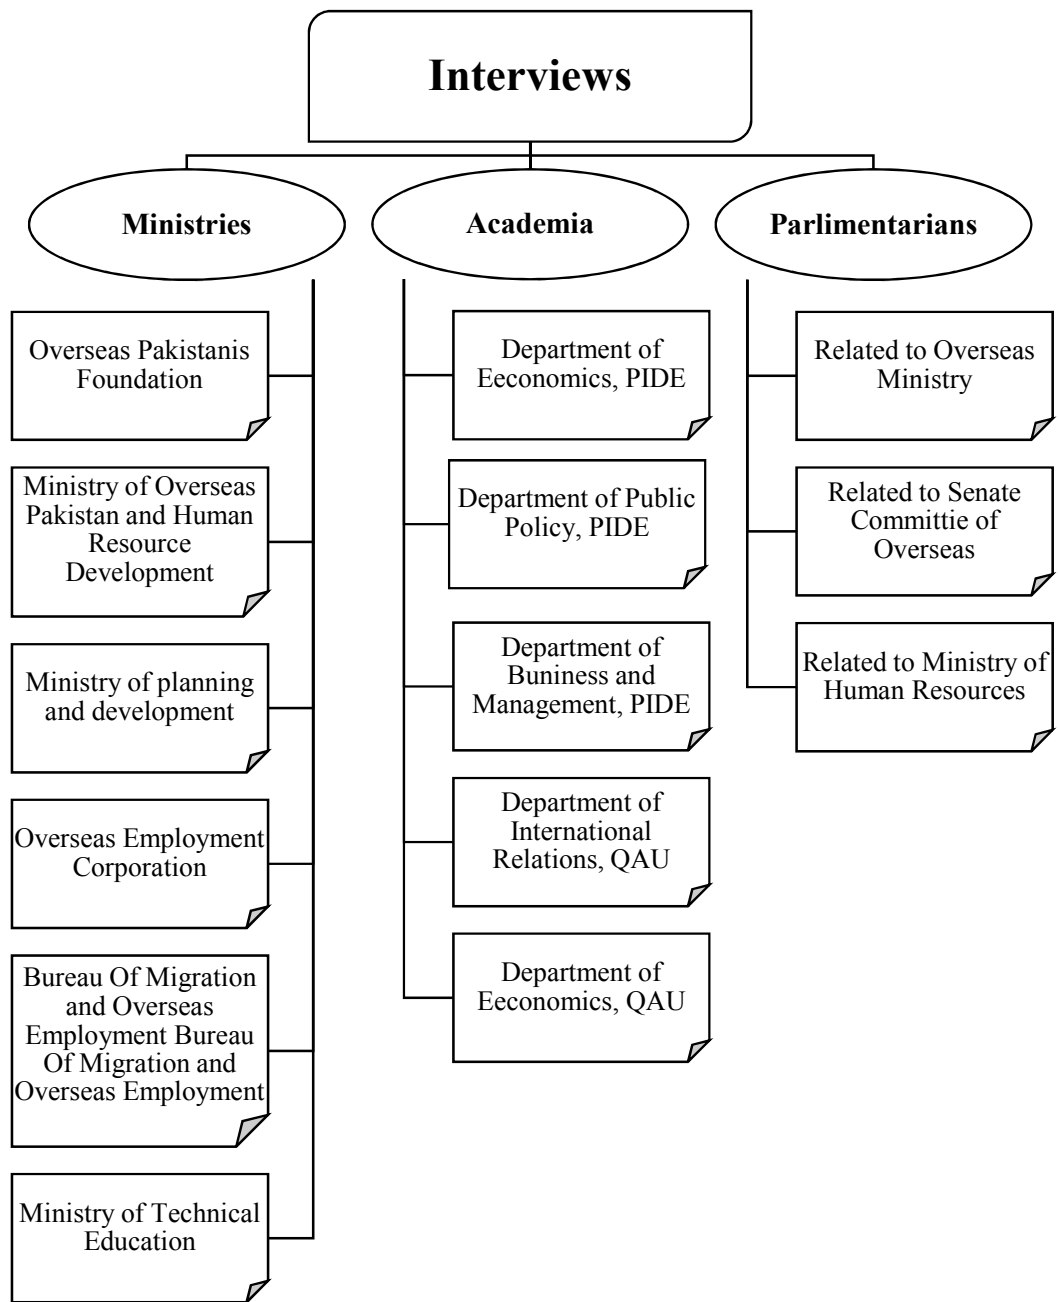 Interviews
Ministries
Academia
Parlimentarians
Overseas Pakistanis
Foundation
Ministry of Overseas
Pakistan and Human
Resource
Development
Ministry of planning
and development
Overseas Employment
Corporation
Bureau Of Migration
and Overseas
Employment Bureau
Of Migration and
Overseas Employment
Ministry of Technical
Education
Department of
Eeconomics, PIDE
Department of Public
Policy, PIDE
Department of
Buniness and
Management, PIDE
Department of
International
Relations, QAU
Department of
Eeconomics, QAU
Related to Overseas
Ministry
Related to Senate
Committie of
Overseas
Related to Ministry of
Human Resources